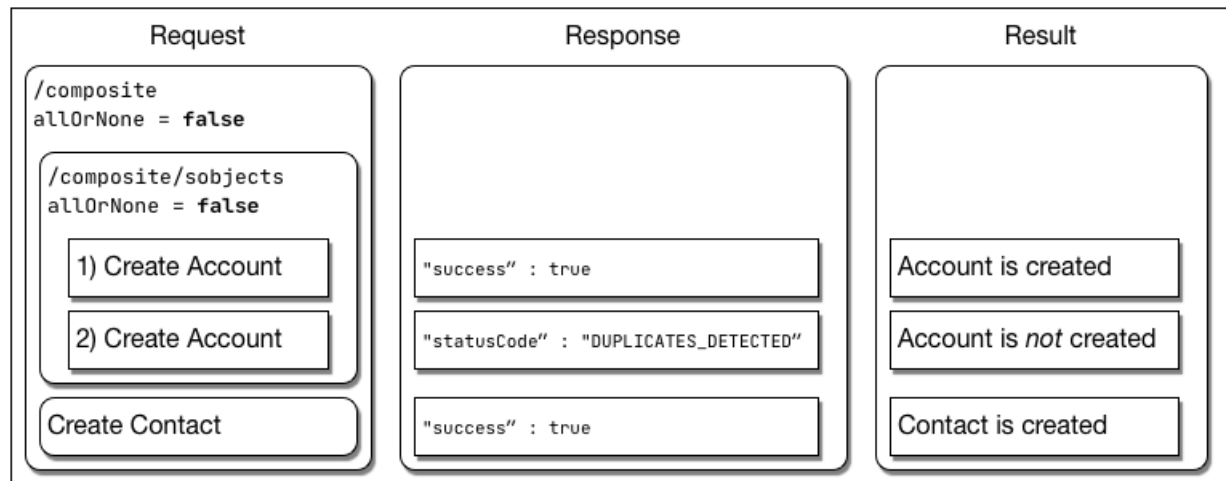 Request
Response
Result
/composite
allOrNone = false
/composite/sobjects
allOrNone = false
1) Create Account
"success” : true
Account is created
2) Create Account
"statusCode” : "DUPLICATES_DETECTED”
Account is not created
Create Contact
"success” : true
Contact is created